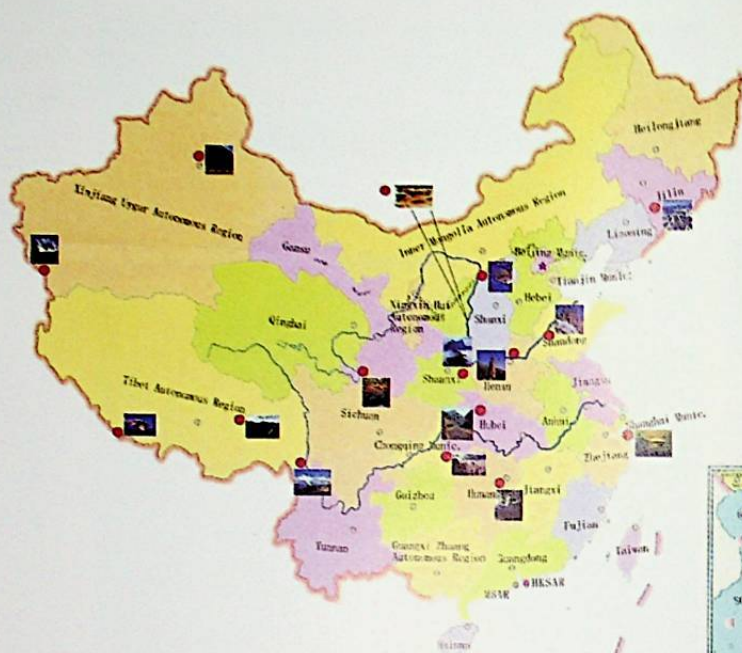 Heilongjiang
Jilin
Liaoning
Xinjiang Uygur Autonomous Region
Inner Mongolia Autonomous Region
Gansu
Beijing Munic.
Tianjin Munic.
Hebei
Ningxia Hui
Autonomous
Region
Shanxi
Qinghai
Shandong
Shaanxi
Henan
Jiangsu
Tibet Autonomous Region
Sichuan
Hubei
Anhui
Shanghai Munic.
Chongqing Munic.
Zhejiang
Guizhou
Hunan
Jiangxi
Fujian
Yunnan
Guangxi Zhuang
Autonomous Region
Guangdong
Taiwan
MSAR
HKSAR
Hainan